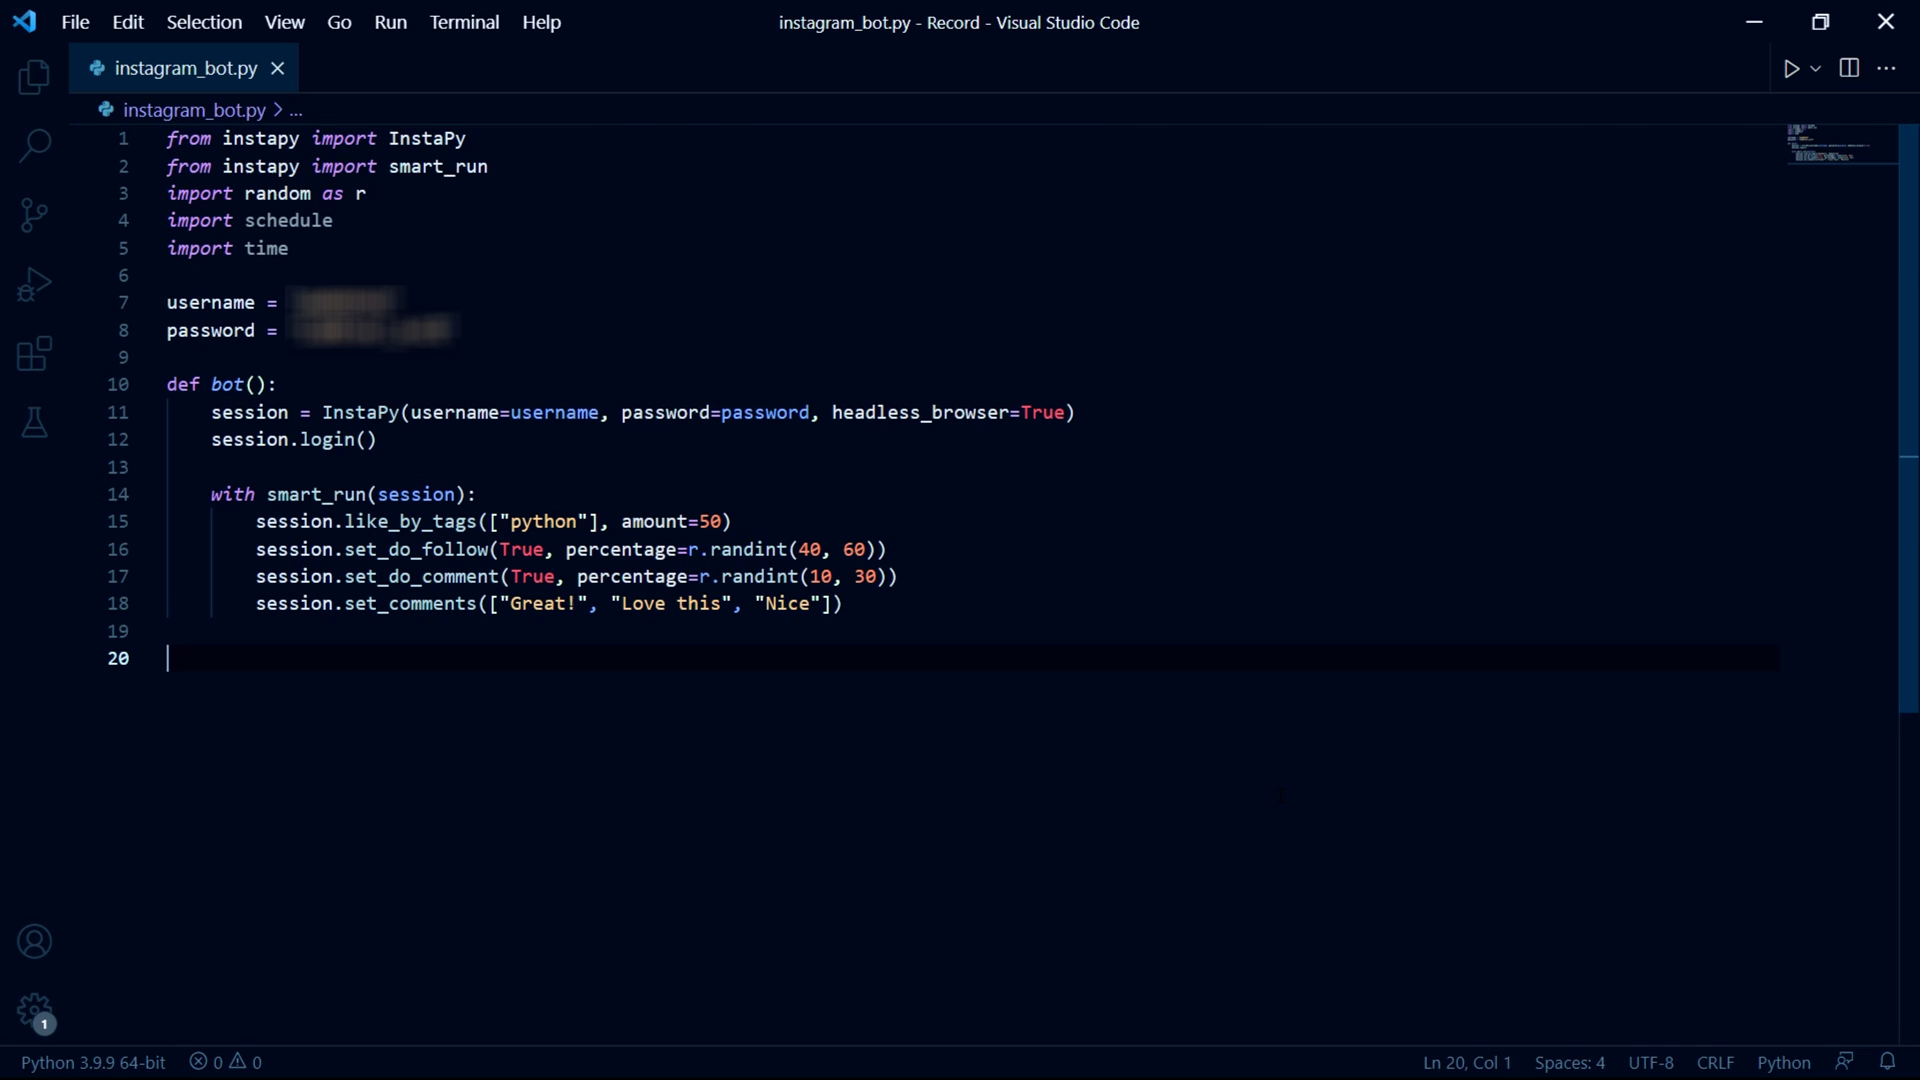 File Edit Selection View Go Run Terminal Help instagram_bot.py - Record - Visual Studio Code
instagram_bot.py
instagram_bot.py > ...
1 from instapy import InstaPy
2 from instapy import smart_run
3 import random as r
4 import schedule
5 import time
6
7 username =
8 password =
9
10 def bot():
11     session = InstaPy(username=username, password=password, headless_browser=True)
12     session.login()
13
14     with smart_run(session):
15         session.like_by_tags(["python"], amount=50)
16         session.set_do_follow(True, percentage=r.randint(40, 60))
17         session.set_do_comment(True, percentage=r.randint(10, 30))
18         session.set_comments(["Great!", "Love this", "Nice"])
19
20
1
Python 3.9.9 64-bit 0 0 Ln 20, Col 1 Spaces: 4 UTF-8 CRLF Python